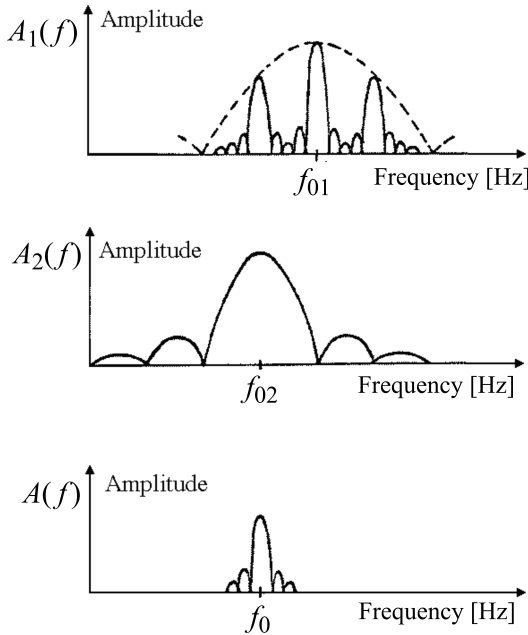 A₁(f) Amplitude
f₀₁ Frequency [Hz]
A₂(f) Amplitude
f₀₂ Frequency [Hz]
A(f) Amplitude
f₀ Frequency [Hz]